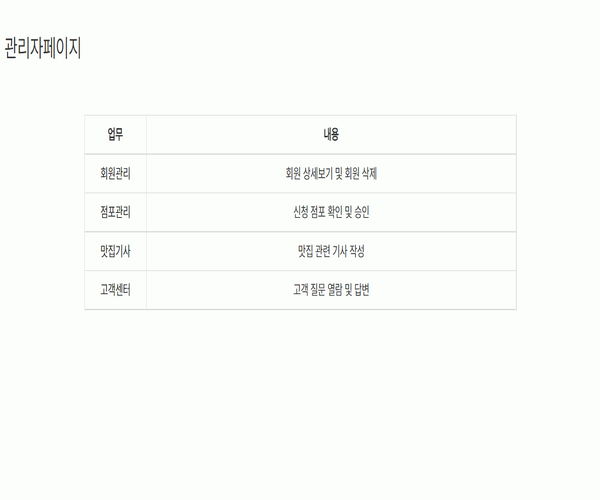 관리자페이지
업무 내용
회원관리 회원 상세보기 및 회원 삭제
점포관리 신청 점포 확인 및 승인
맛집기사 맛집 관련 기사 작성
고객센터 고객 질문 열람 및 답변